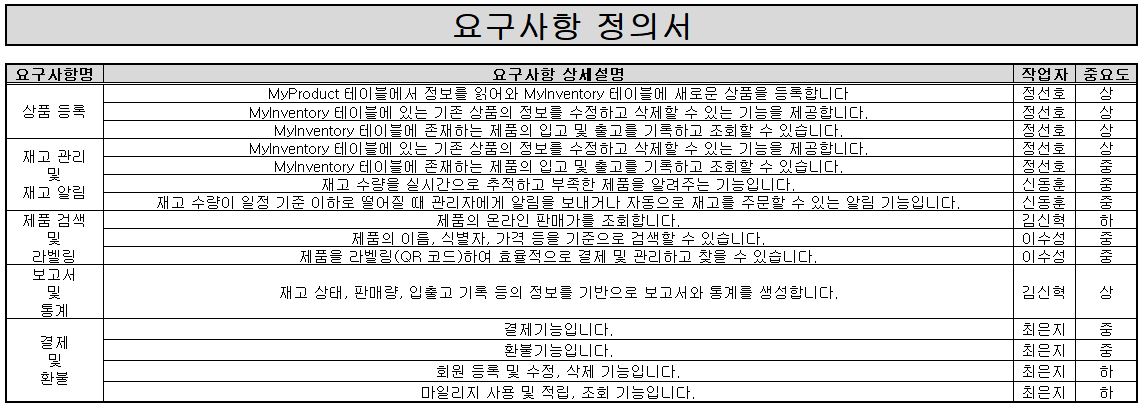 요구사항 정의서
요구사항명 요구사항 상세설명 작업자 중요도
상품 등록
MyProduct 테이블에서 정보를 읽어와 MyInventory 테이블에 새로운 상품을 등록합니다 정선호 상
MyInventory 테이블에 있는 기존 상품의 정보를 수정하고 삭제할 수 있는 기능을 제공합니다. 정선호 상
MyInventory 테이블에 존재하는 제품의 입고 및 출고를 기록하고 조회할 수 있습니다. 정선호 상
재고 관리
및
재고 알림
MyInventory 테이블에 있는 기존 상품의 정보를 수정하고 삭제할 수 있는 기능을 제공합니다. 정선호 상
MyInventory 테이블에 존재하는 제품의 입고 및 출고를 기록하고 조회할 수 있습니다. 정선호 중
재고 수량을 실시간으로 추적하고 부족한 제품을 알려주는 기능입니다. 신동훈 중
재고 수량이 일정 기준 이하로 떨어질 때 관리자에게 알림을 보내거나 자동으로 재고를 주문할 수 있는 알림 기능입니다. 신동훈 중
제품 검색
및
라벨링
제품의 온라인 판매가를 조회합니다. 김신혁 하
제품의 이름, 식별자, 가격 등을 기준으로 검색할 수 있습니다. 이수성 중
제품을 라벨링(QR 코드)하여 효율적으로 결제 및 관리하고 찾을 수 있습니다. 이수성 중
보고서
및
통계
재고 상태, 판매량, 입출고 기록 등의 정보를 기반으로 보고서와 통계를 생성합니다. 김신혁 상
결제
및
환불
결제기능입니다. 최은지 중
환불기능입니다. 최은지 중
회원 등록 및 수정, 삭제 기능입니다. 최은지 하
마일리지 사용 및 적립, 조회 기능입니다. 최은지 하